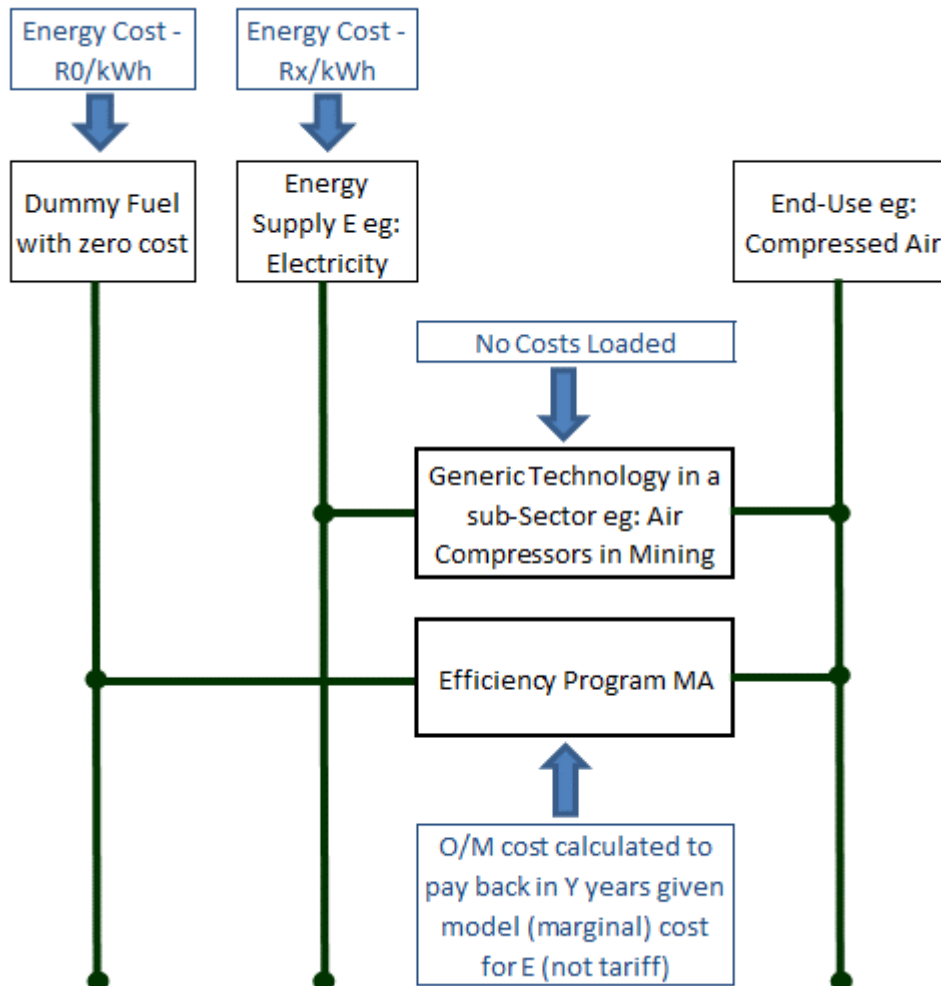 Energy Cost -
R0/kWh
Energy Cost -
Rx/kWh
Dummy Fuel
with zero cost
Energy
Supply E eg:
Electricity
End-Use eg:
Compressed Air
No Costs Loaded
Generic Technology in a
sub-Sector eg: Air
Compressors in Mining
Efficiency Program MA
O/M cost calculated to
pay back in Y years given
model (marginal) cost
for E (not tariff)